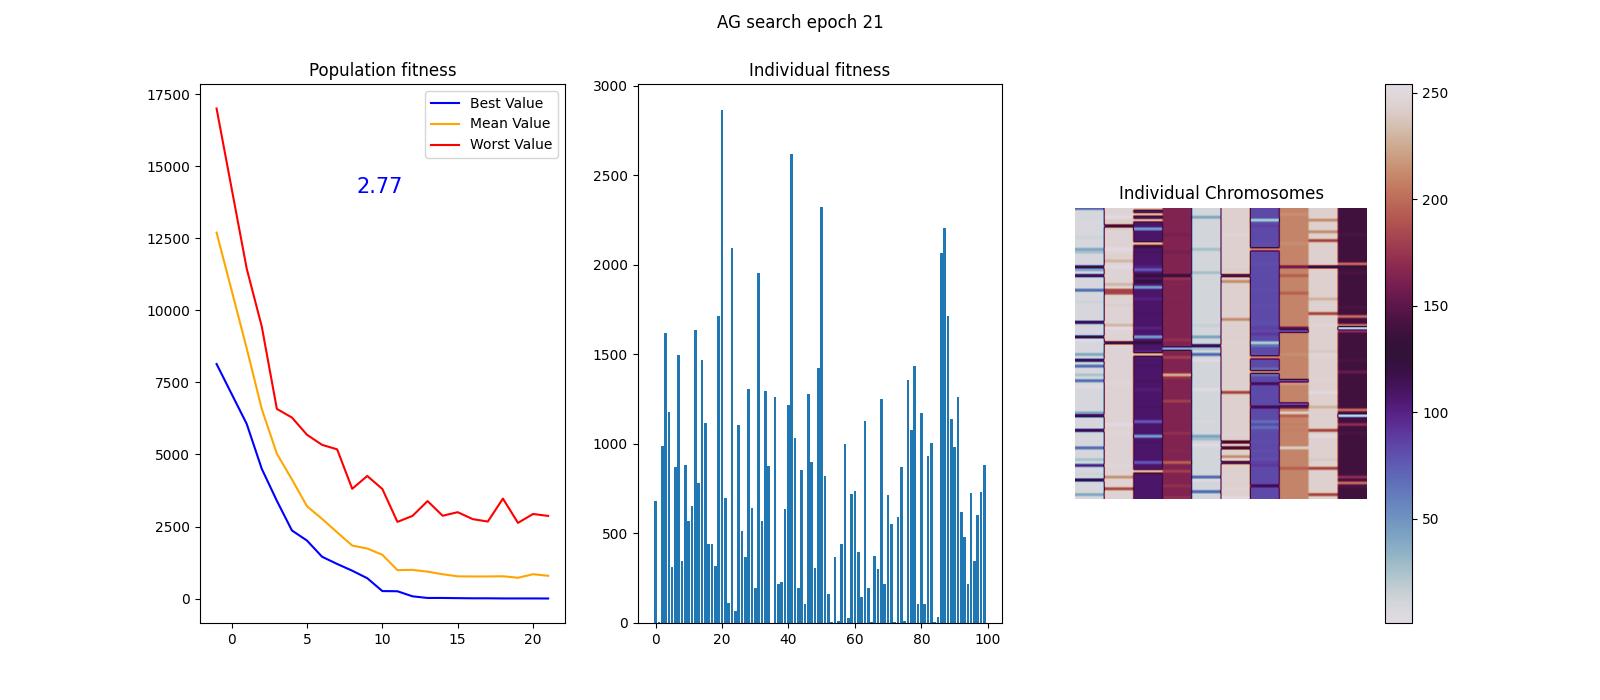 AG search epoch 21
Population fitness
17500
15000
12500
10000
7500
5000
2500
0
0 5 10 15 20
Best Value
Mean Value
Worst Value
2.77
Individual fitness
3000
2500
2000
1500
1000
500
0
0 20 40 60 80 100
Individual Chromosomes
250
200
150
100
50